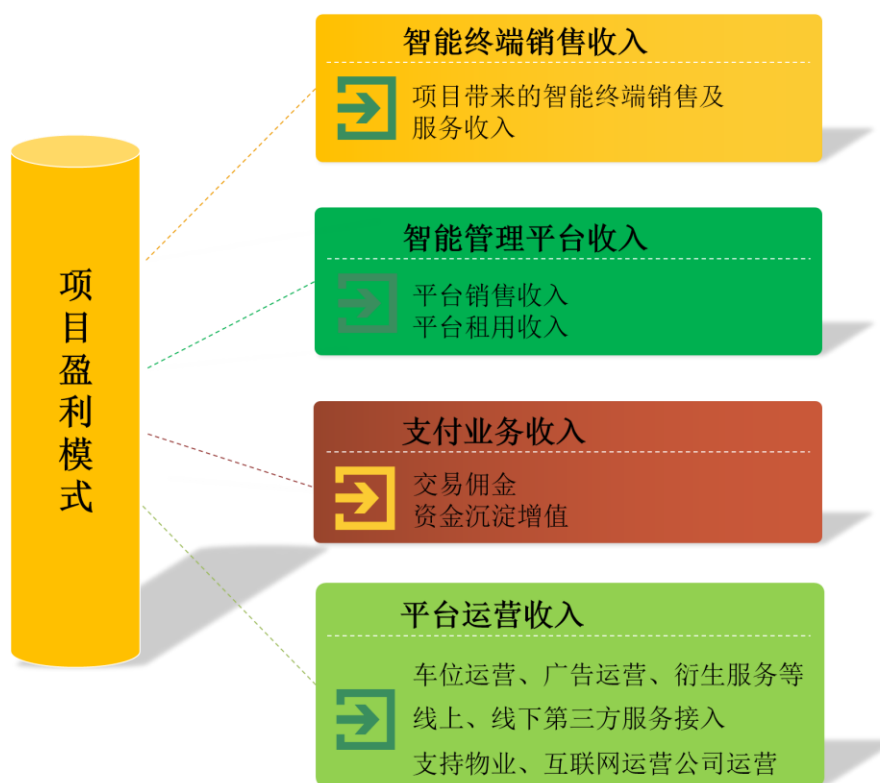 项目盈利模式
智能终端销售收入
项目带来的智能终端销售及
服务收入
智能管理平台收入
平台销售收入
平台租用收入
支付业务收入
交易佣金
资金沉淀增值
平台运营收入
车位运营、广告运营、衍生服务等
线上、线下第三方服务接入
支持物业、互联网运营公司运营